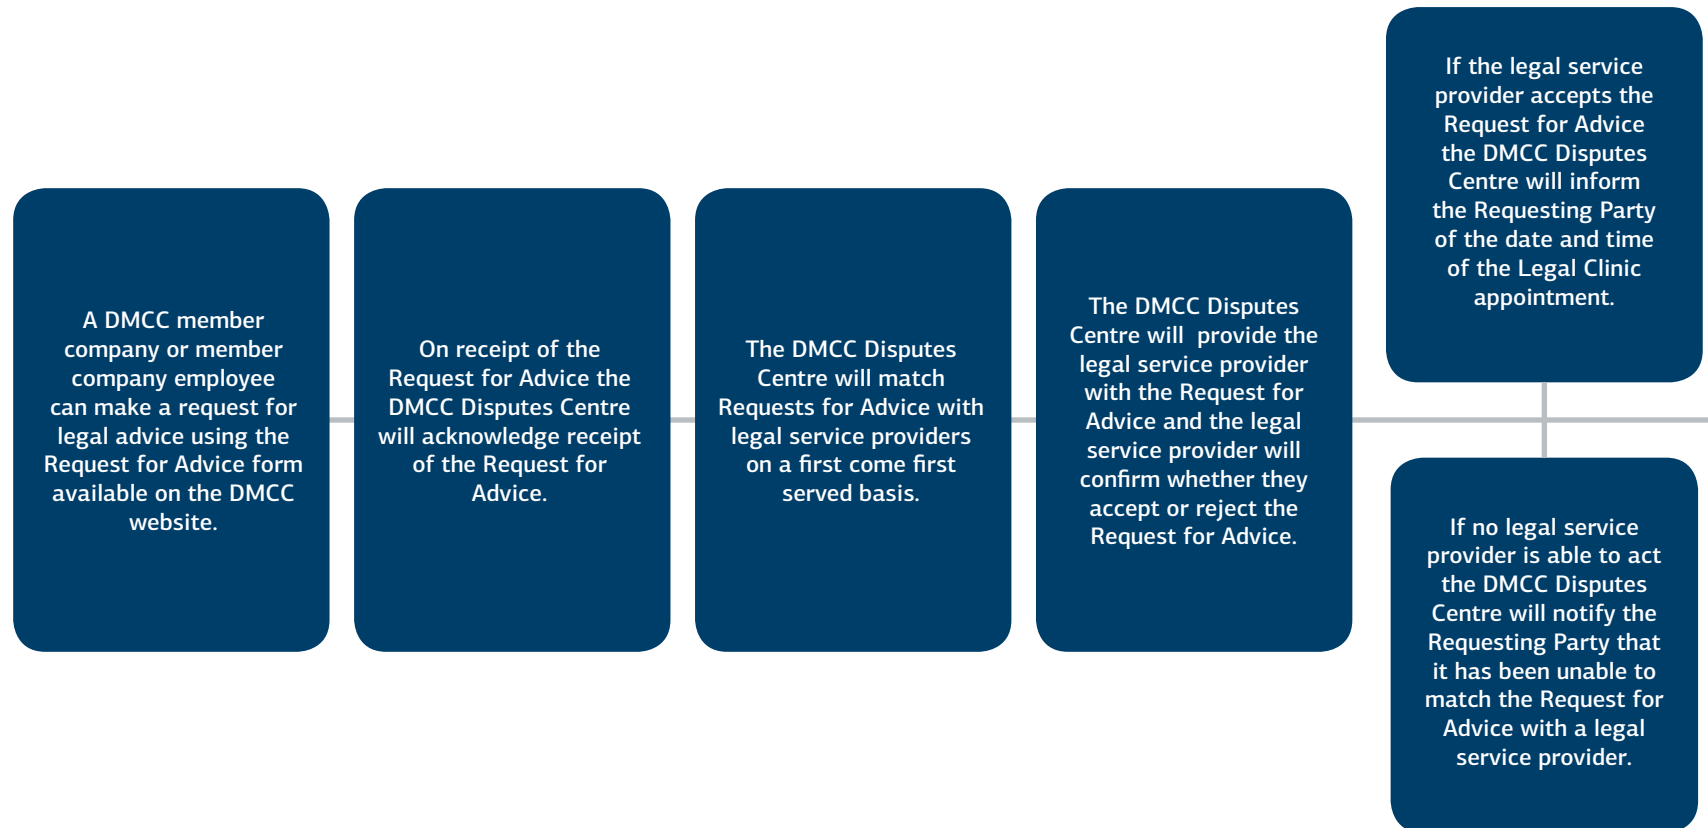 A DMCC member
company or member
company employee
can make a request for
legal advice using the
Request for Advice form
available on the DMCC
website.
On receipt of the
Request for Advice the
DMCC Disputes Centre
will acknowledge receipt
of the Request for
Advice.
The DMCC Disputes
Centre will match
Requests for Advice with
legal service providers
on a first come first
served basis.
The DMCC Disputes
Centre will provide the
legal service provider
with the Request for
Advice and the legal
service provider will
confirm whether they
accept or reject the
Request for Advice.
If the legal service
provider accepts the
Request for Advice
the DMCC Disputes
Centre will inform
the Requesting Party
of the date and time
of the Legal Clinic
appointment.
If no legal service
provider is able to act
the DMCC Disputes
Centre will notify the
Requesting Party that
it has been unable to
match the Request for
Advice with a legal
service provider.